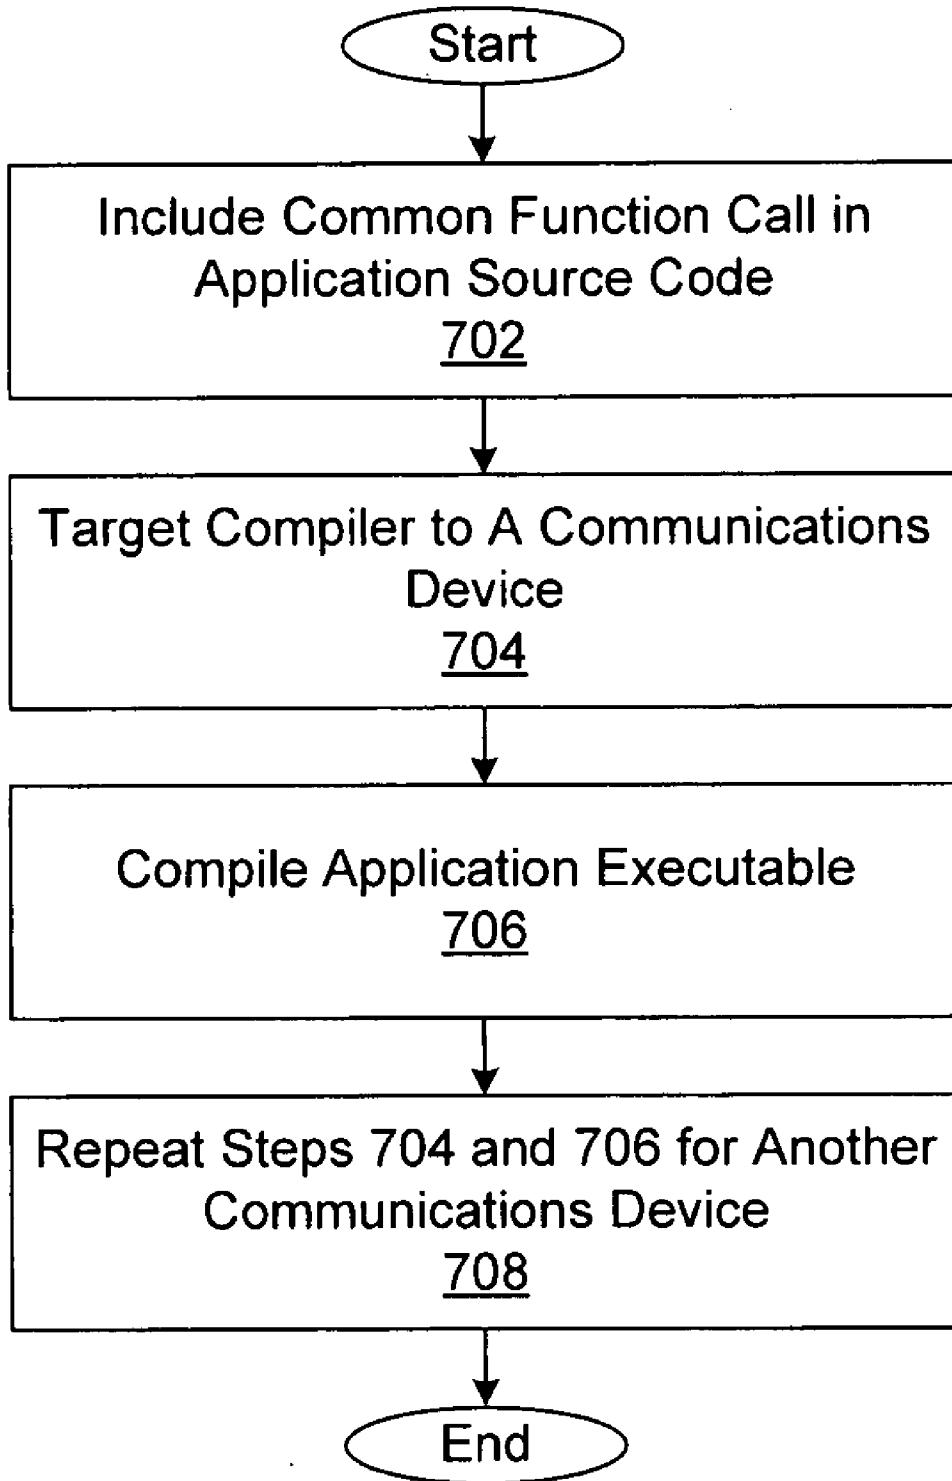 Start
Include Common Function Call in
Application Source Code
702
Target Compiler to A Communications
Device
704
Compile Application Executable
706
Repeat Steps 704 and 706 for Another
Communications Device
708
End